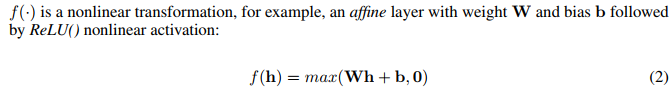 f(·) is a nonlinear transformation, for example, an affine layer with weight W and bias b followed
by ReLU() nonlinear activation:
f(h) = max(Wh + b, 0) (2)